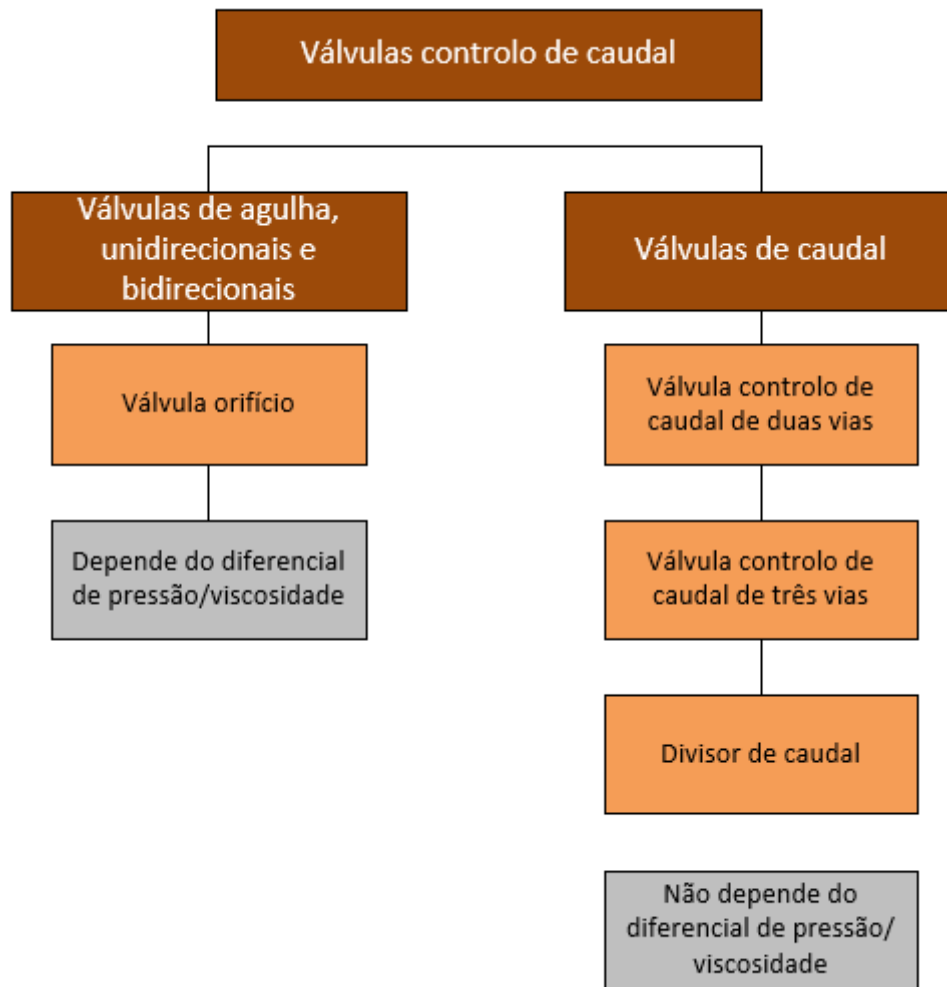 Válvulas controlo de caudal
Válvulas de agulha,
unidirecionais e
bidirecionais
Válvula orifício
Depende do diferencial
de pressão/viscosidade
Válvulas de caudal
Válvula controlo de
caudal de duas vias
Válvula controlo de
caudal de três vias
Divisor de caudal
Não depende do
diferencial de pressão/
viscosidade